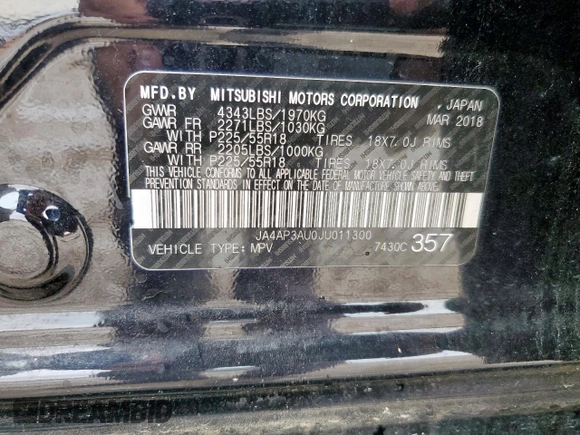 MFD.BY MITSUBISHI MOTORS CORPORATION , JAPAN
GVWR 4343LBS/1970KG MAR 2018
GAWR FR 2271LBS/1030KG
WITH P225/55R18 TIRES 18X7.0J RIMS
GAWR RR 2205LBS/1000KG
WITH P225/55R18 TIRES 18X7.0J RIMS
THIS VEHICLE CONFORMS TO ALL APPLICABLE FEDERAL MOTOR VEHICLE SAFETY AND THEFT
PREVENTION STANDARDS IN EFFECT ON THE DATE OF MANUFACTURE SHOWN ABOVE.
JA4AP3AU0JU011300
VEHICLE TYPE: MPV 7430C 357